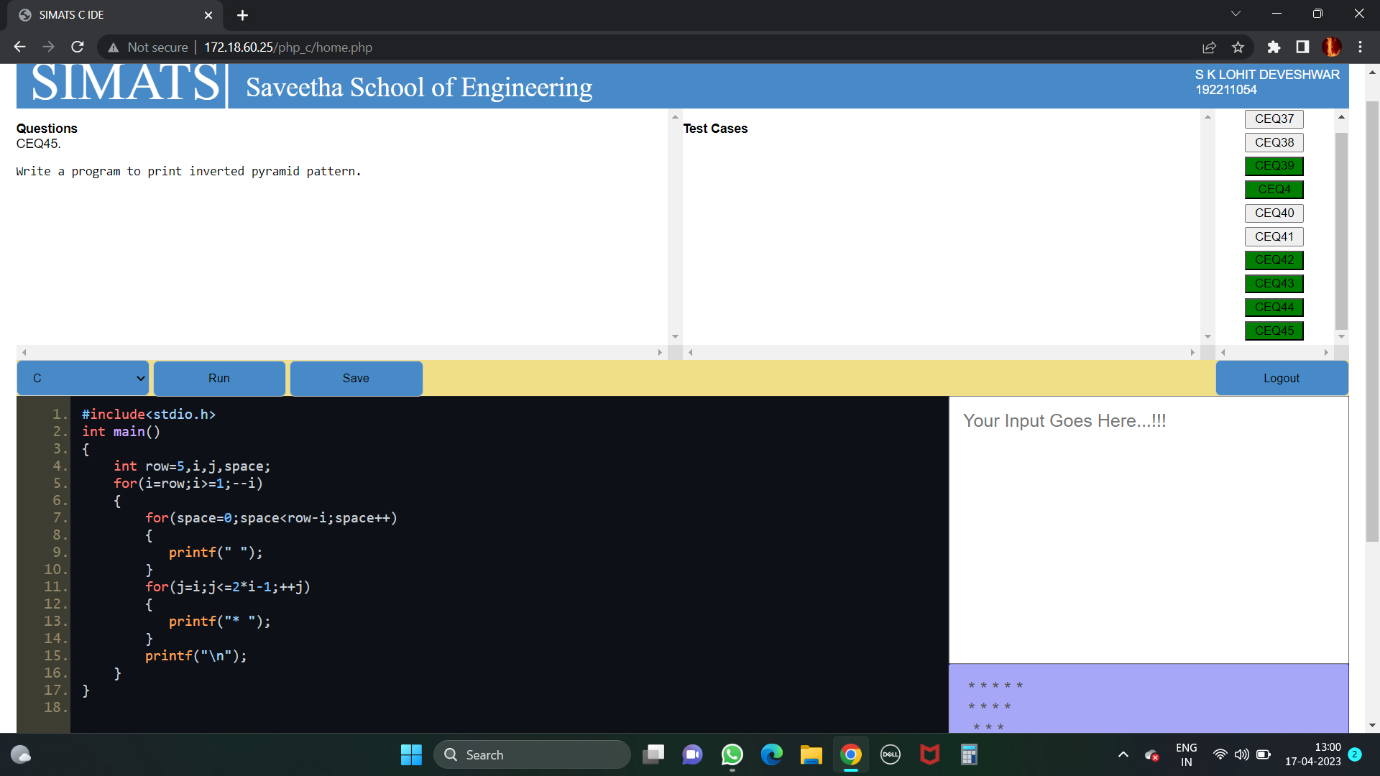 SIMATS C IDE
Not secure | 172.18.60.25/php_c/home.php
SIMATS| Saveetha School of Engineering
S K LOHIT DEVESHWAR
192211054
Questions
CEQ45.
Write a program to print inverted pyramid pattern.
Test Cases
CEQ37
CEQ38
CEQ39
CEQ4
CEQ40
CEQ41
CEQ42
CEQ43
CEQ44
CEQ45
C Run Save Logout
1. #include<stdio.h>
2. int main()
3. {
4.     int row=5,i,j,space;
5.     for(i=row;i>=1;--i)
6.     {
7.         for(space=0;space<row-i;space++)
8.         {
9.            printf(" ");
10.         }
11.         for(j=i;j<=2*i-1;++j)
12.         {
13.            printf("* ");
14.         }
15.         printf("\n");
16.     }
17. }
18.
Your Input Goes Here...!!!
* * * * *
* * * *
* * *
Search
DELL
ENG
IN
13:00
17-04-2023
2